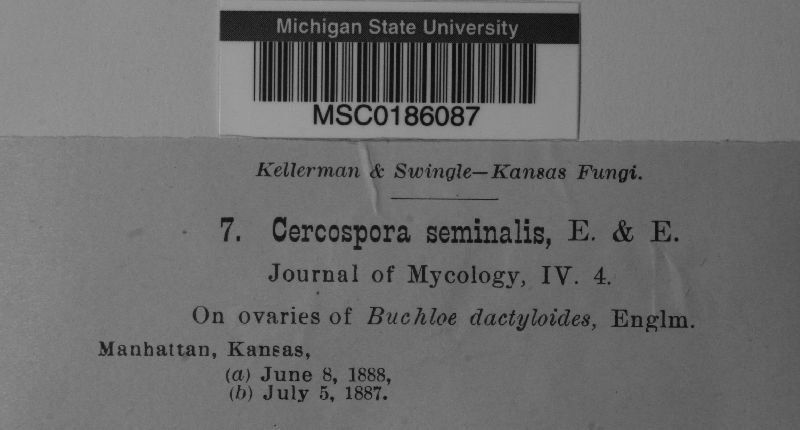 Michigan State University
MSC0186087
Kellerman & Swingle—Kansas Fungi.
7. Cercospora seminalis, E. & E.
Journal of Mycology, IV. 4.
On ovaries of Buchloe dactyloides, Englm.
Manhattan, Kansas,
(a) June 8, 1888,
(b) July 5, 1887.